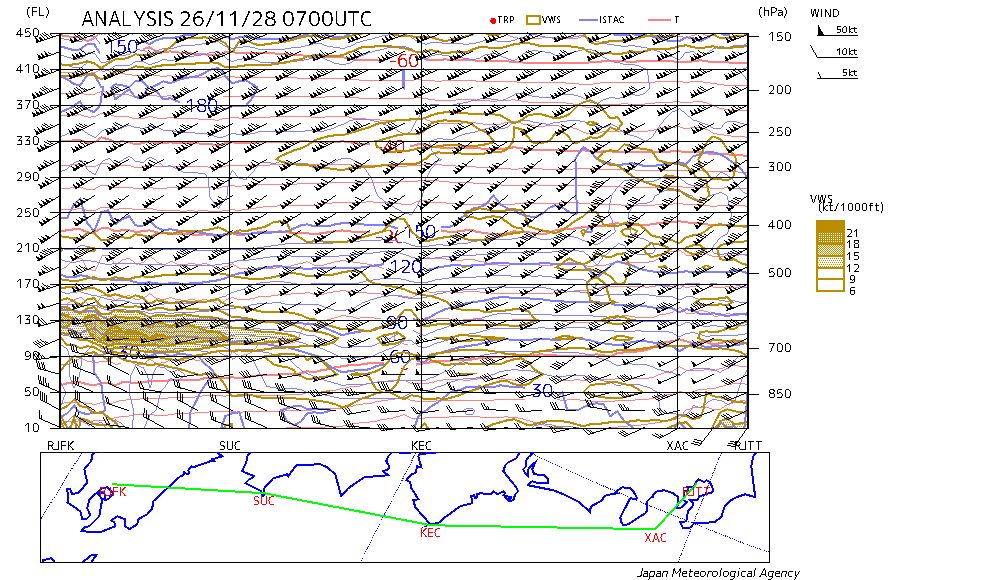 (FL) ANALYSIS 26/11/28 0700UTC TRP VWS ISTAC T (hPa) WIND
450 150 150 50kt
410 -60 10kt
5kt
370 180 200
330 250
290 300
250 150 400
210 120 500
170
130 90 700
90 30 60
50 30 850
10
VWS
(kt/1000ft)
21
18
15
12
9
6
RJFK SUC KEC XAC RJTT
RJFK SUC KEC XAC RJTT
Japan Meteorological Agency